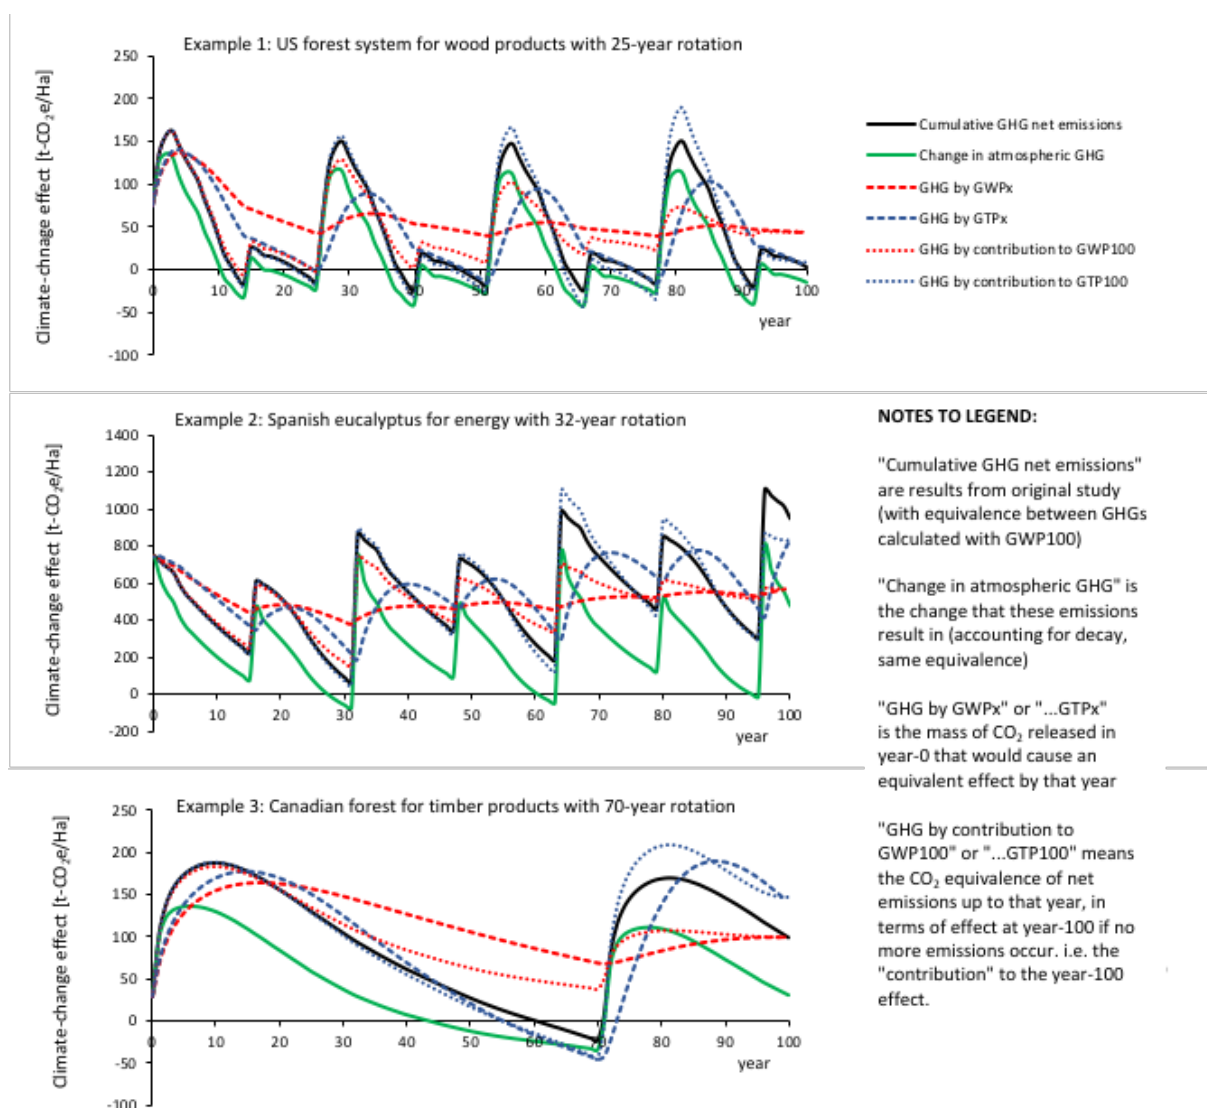 Example 1: US forest system for wood products with 25-year rotation
Climate-chnage effect [t-CO₂e/Ha]
250
200
150
100
50
0
-50
-100
0 10 20 30 40 50 60 70 80 90 100
year
Cumulative GHG net emissions
Change in atmospheric GHG
GHG by GWPx
GHG by GTPx
GHG by contribution to GWP100
GHG by contribution to GTP100
Example 2: Spanish eucalyptus for energy with 32-year rotation
Climate-change effect [t-CO₂e/Ha]
1400
1200
1000
800
600
400
200
0
-200
0 10 20 30 40 50 60 70 80 90 100
year
NOTES TO LEGEND:
"Cumulative GHG net emissions"
are results from original study
(with equivalence between GHGs
calculated with GWP100)
"Change in atmospheric GHG" is
the change that these emissions
result in (accounting for decay,
same equivalence)
"GHG by GWPx" or "...GTPx"
is the mass of CO₂ released in
year-0 that would cause an
equivalent effect by that year
"GHG by contribution to
GWP100" or "...GTP100" means
the CO₂ equivalence of net
emissions up to that year, in
terms of effect at year-100 if no
more emissions occur. i.e. the
"contribution" to the year-100
effect.
Example 3: Canadian forest for timber products with 70-year rotation
Climate-change effect [t-CO₂e/Ha]
250
200
150
100
50
0
-50
-100
0 10 20 30 40 50 60 70 80 90 100
year